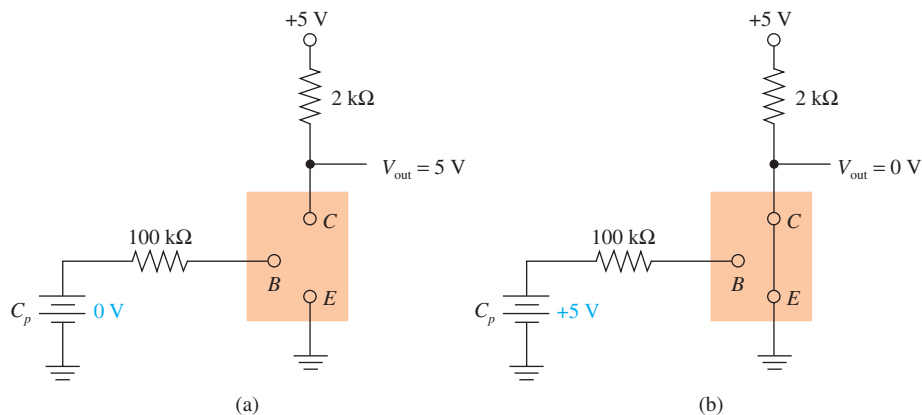 +5 V
2 kΩ
V_out = 5 V
C
100 kΩ
B
E
C_p
0 V
(a)
+5 V
2 kΩ
V_out = 0 V
C
100 kΩ
B
E
C_p
+5 V
(b)